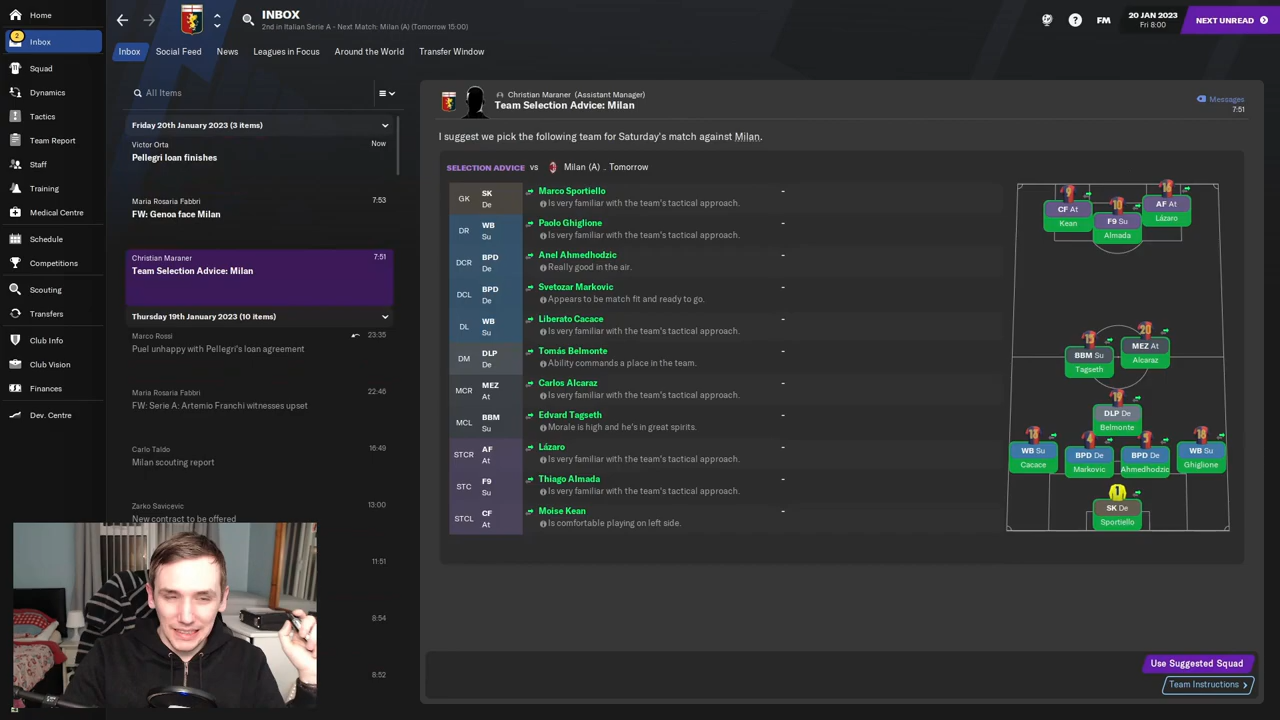 Home
2
Inbox
Squad
Dynamics
Tactics
Team Report
Staff
Training
Medical Centre
Schedule
Competitions
Scouting
Transfers
Club Info
Club Vision
Finances
Dev. Centre
INBOX
2nd in Italian Serie A - Next Match: Milan (A) (Tomorrow 15:00)
FM
20 JAN 2023
Fri 8:00
NEXT UNREAD
Inbox
Social Feed
News
Leagues in Focus
Around the World
Transfer Window
All Items
Friday 20th January 2023 (3 items)
Victor Orta
Now
Pellegri loan finishes
Maria Rosaria Fabbri
7:53
FW: Genoa face Milan
Christian Maraner
7:51
Team Selection Advice: Milan
Thursday 19th January 2023 (10 items)
Marco Rossi
23:35
Puel unhappy with Pellegri's loan agreement
Maria Rosaria Fabbri
22:46
FW: Serie A: Artemio Franchi witnesses upset
Carlo Taldo
16:49
Milan scouting report
Zarko Savicevic
13:00
New contract to be offered
11:51
8:54
8:52
Christian Maraner (Assistant Manager)
Team Selection Advice: Milan
Messages
7:51
I suggest we pick the following team for Saturday's match against Milan.
SELECTION ADVICE vs Milan (A) .. Tomorrow
GK SK De Marco Sportiello -
Is very familiar with the team's tactical approach.
DR WB Su Paolo Ghiglione -
Is very familiar with the team's tactical approach.
DCR BPD De Anel Ahmedhodzic -
Really good in the air.
DCL BPD De Svetozar Markovic -
Appears to be match fit and ready to go.
DL WB Su Liberato Cacace -
Is very familiar with the team's tactical approach.
DM DLP De Tomás Belmonte -
Ability commands a place in the team.
MCR MEZ At Carlos Alcaraz -
Is very familiar with the team's tactical approach.
MCL BBM Su Edvard Tagseth -
Morale is high and he's in great spirits.
STCR AF At Lázaro -
Is very familiar with the team's tactical approach.
STC F9 Su Thiago Almada -
Is very familiar with the team's tactical approach.
STCL CF At Moise Kean -
Is comfortable playing on left side.
9
CF At
Kean
10
F9 Su
Almada
16
AF At
Lázaro
BBM Su
Tagseth
20
MEZ At
Alcaraz
19
DLP De
Belmonte
WB Su
Cacace
4
BPD De
Markovic
BPD De
Ahmedhodzic
18
WB Su
Ghiglione
1
SK De
Sportiello
Use Suggested Squad
Team Instructions